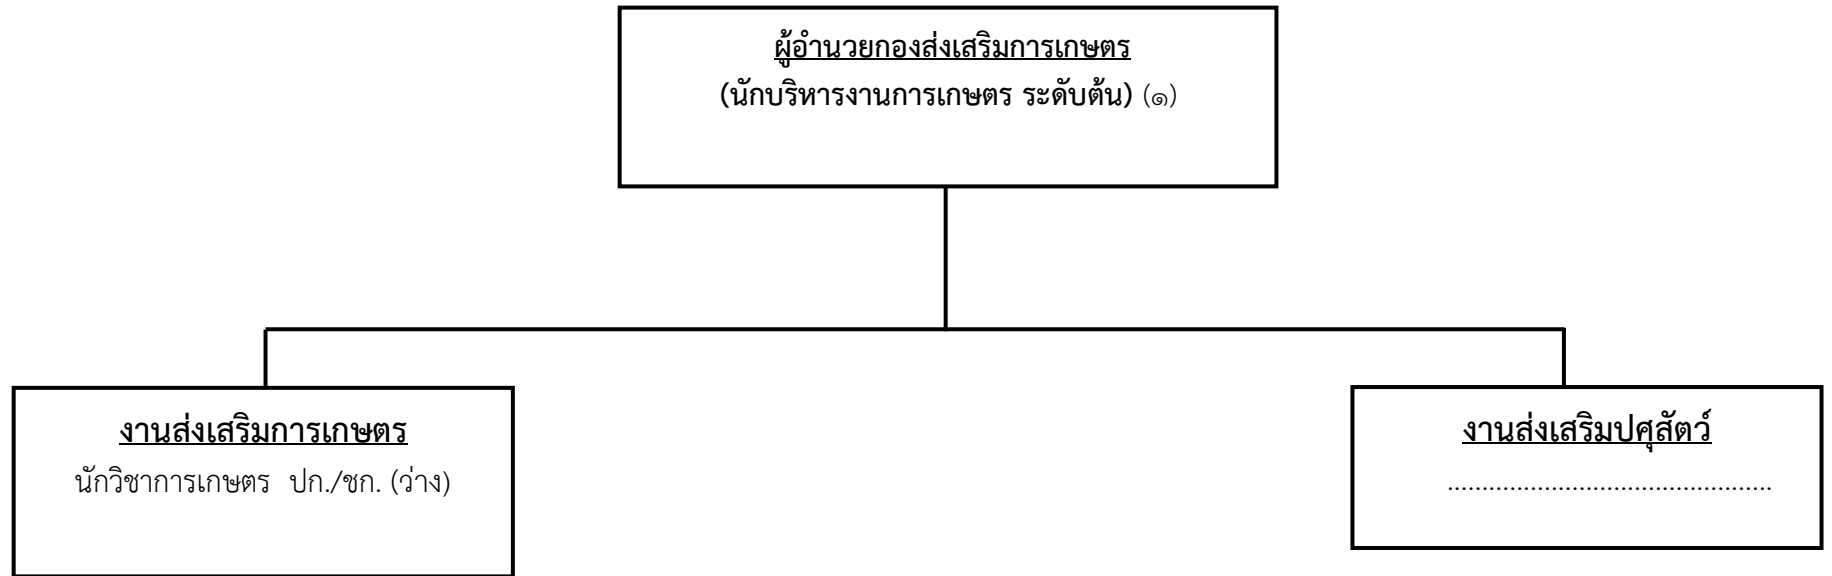 ผู้อำนวยกองส่งเสริมการเกษตร
(นักบริหารงานการเกษตร ระดับต้น) (๑)
งานส่งเสริมการเกษตร
นักวิชาการเกษตร ปก./ชก. (ว่าง)
งานส่งเสริมปศุสัตว์
...............................................